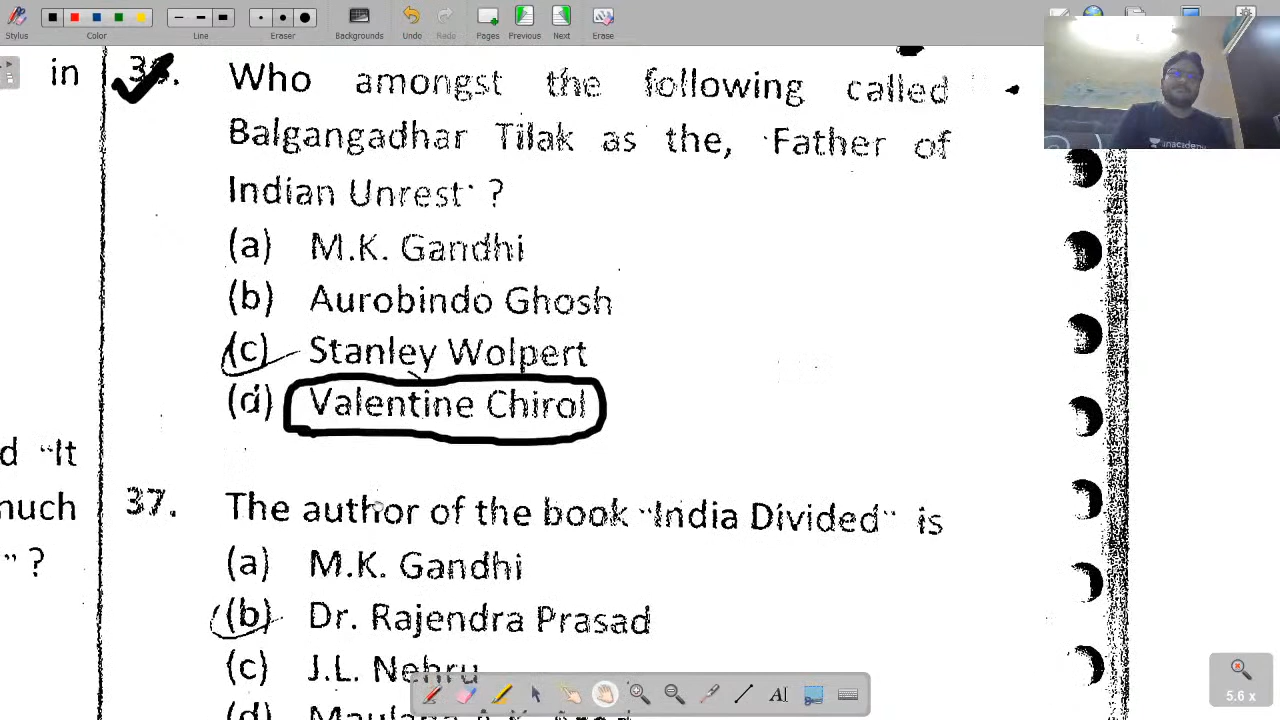 Stylus
Color
Line
Eraser
Backgrounds
Undo
Redo
Pages
Previous
Next
Erase
in
Who amongst the following called
Balgangadhar Tilak as the, 'Father of
Indian Unrest' ?
(a) M.K. Gandhi
(b) Aurobindo Ghosh
(c) Stanley Wolpert
(d) Valentine Chirol
d "It
much
" ?
37. The author of the book "India Divided" is
(a) M.K. Gandhi
(b) Dr. Rajendra Prasad
(c) J.L. Nehru
(d) Maulana
5.6 x